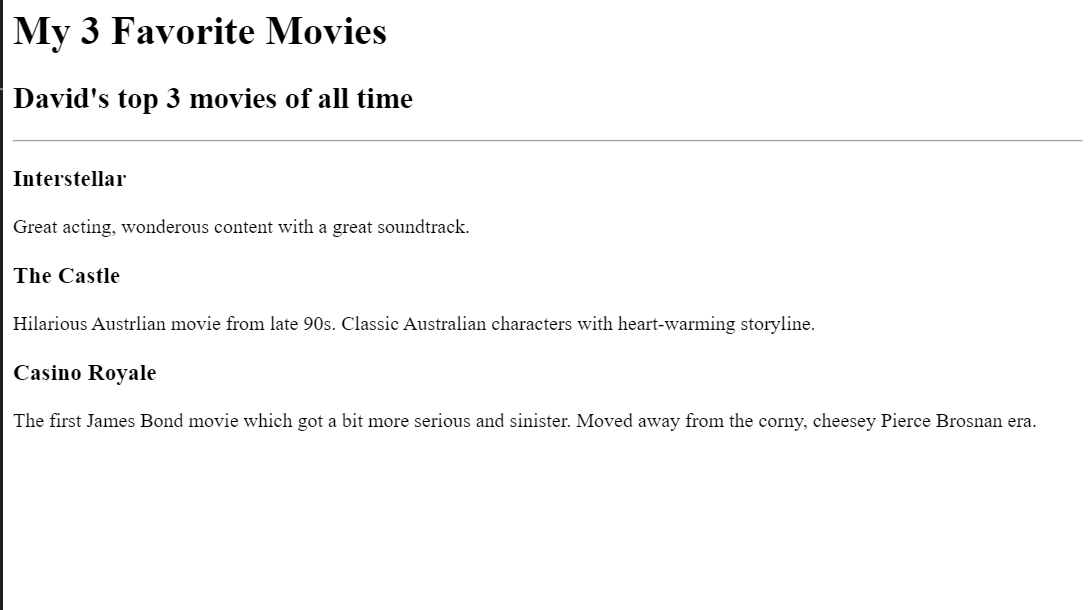 My 3 Favorite Movies
David's top 3 movies of all time
Interstellar
Great acting, wonderous content with a great soundtrack.
The Castle
Hilarious Austrlian movie from late 90s. Classic Australian characters with heart-warming storyline.
Casino Royale
The first James Bond movie which got a bit more serious and sinister. Moved away from the corny, cheesey Pierce Brosnan era.